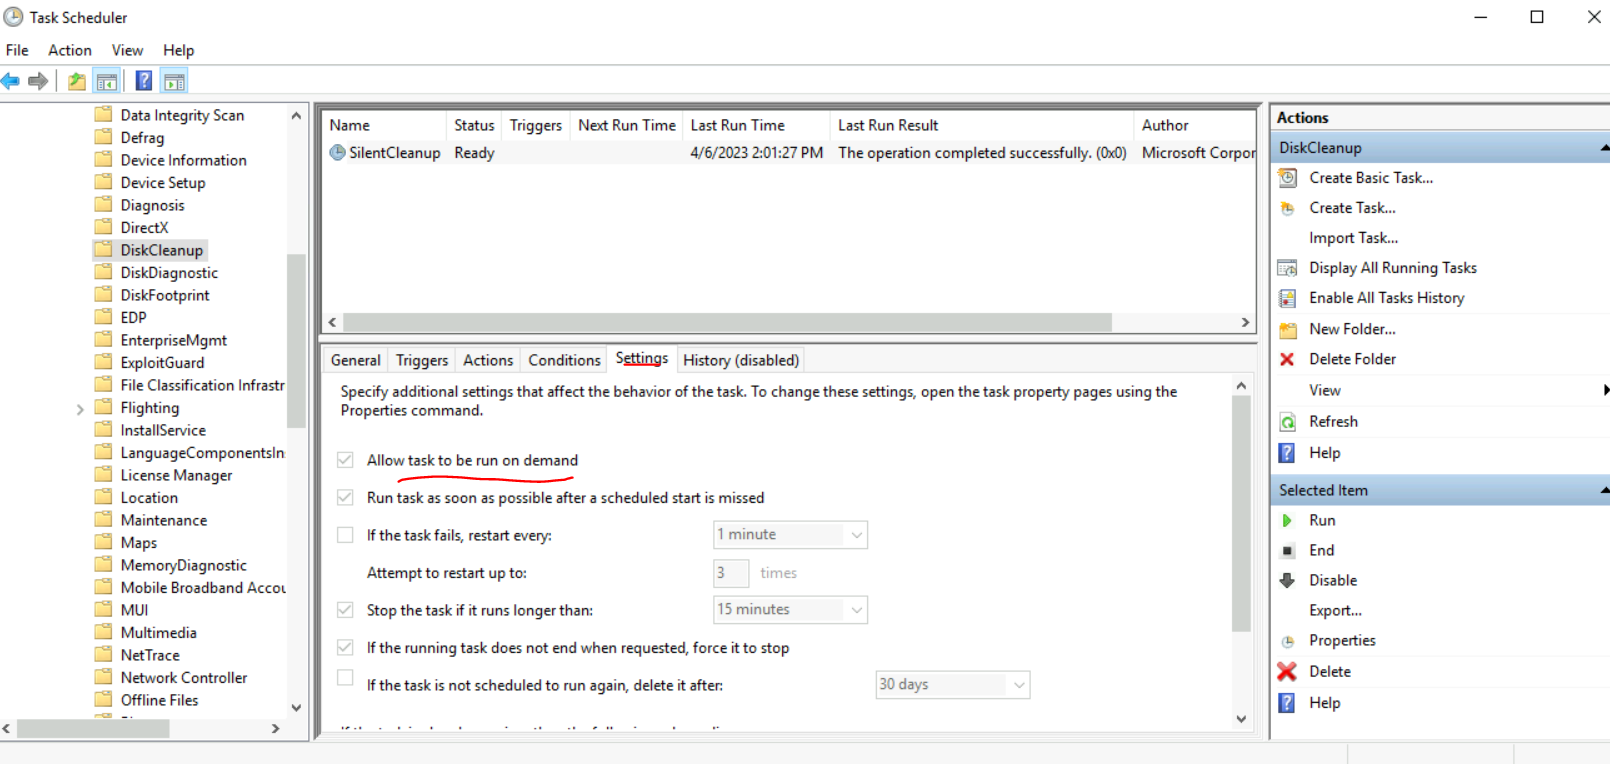 Task Scheduler
File Action View Help
Data Integrity Scan
Defrag
Device Information
Device Setup
Diagnosis
DirectX
DiskCleanup
DiskDiagnostic
DiskFootprint
EDP
EnterpriseMgmt
ExploitGuard
File Classification Infrastr
Flighting
InstallService
LanguageComponentsIn
License Manager
Location
Maintenance
Maps
MemoryDiagnostic
Mobile Broadband Accou
MUI
Multimedia
NetTrace
Network Controller
Offline Files
Name Status Triggers Next Run Time Last Run Time Last Run Result Author
SilentCleanup Ready 4/6/2023 2:01:27 PM The operation completed successfully. (0x0) Microsoft Corpor
General Triggers Actions Conditions Settings History (disabled)
Specify additional settings that affect the behavior of the task. To change these settings, open the task property pages using the
Properties command.
Allow task to be run on demand
Run task as soon as possible after a scheduled start is missed
If the task fails, restart every: 1 minute
Attempt to restart up to: 3 times
Stop the task if it runs longer than: 15 minutes
If the running task does not end when requested, force it to stop
If the task is not scheduled to run again, delete it after: 30 days
Actions
DiskCleanup
Create Basic Task...
Create Task...
Import Task...
Display All Running Tasks
Enable All Tasks History
New Folder...
Delete Folder
View
Refresh
Help
Selected Item
Run
End
Disable
Export...
Properties
Delete
Help